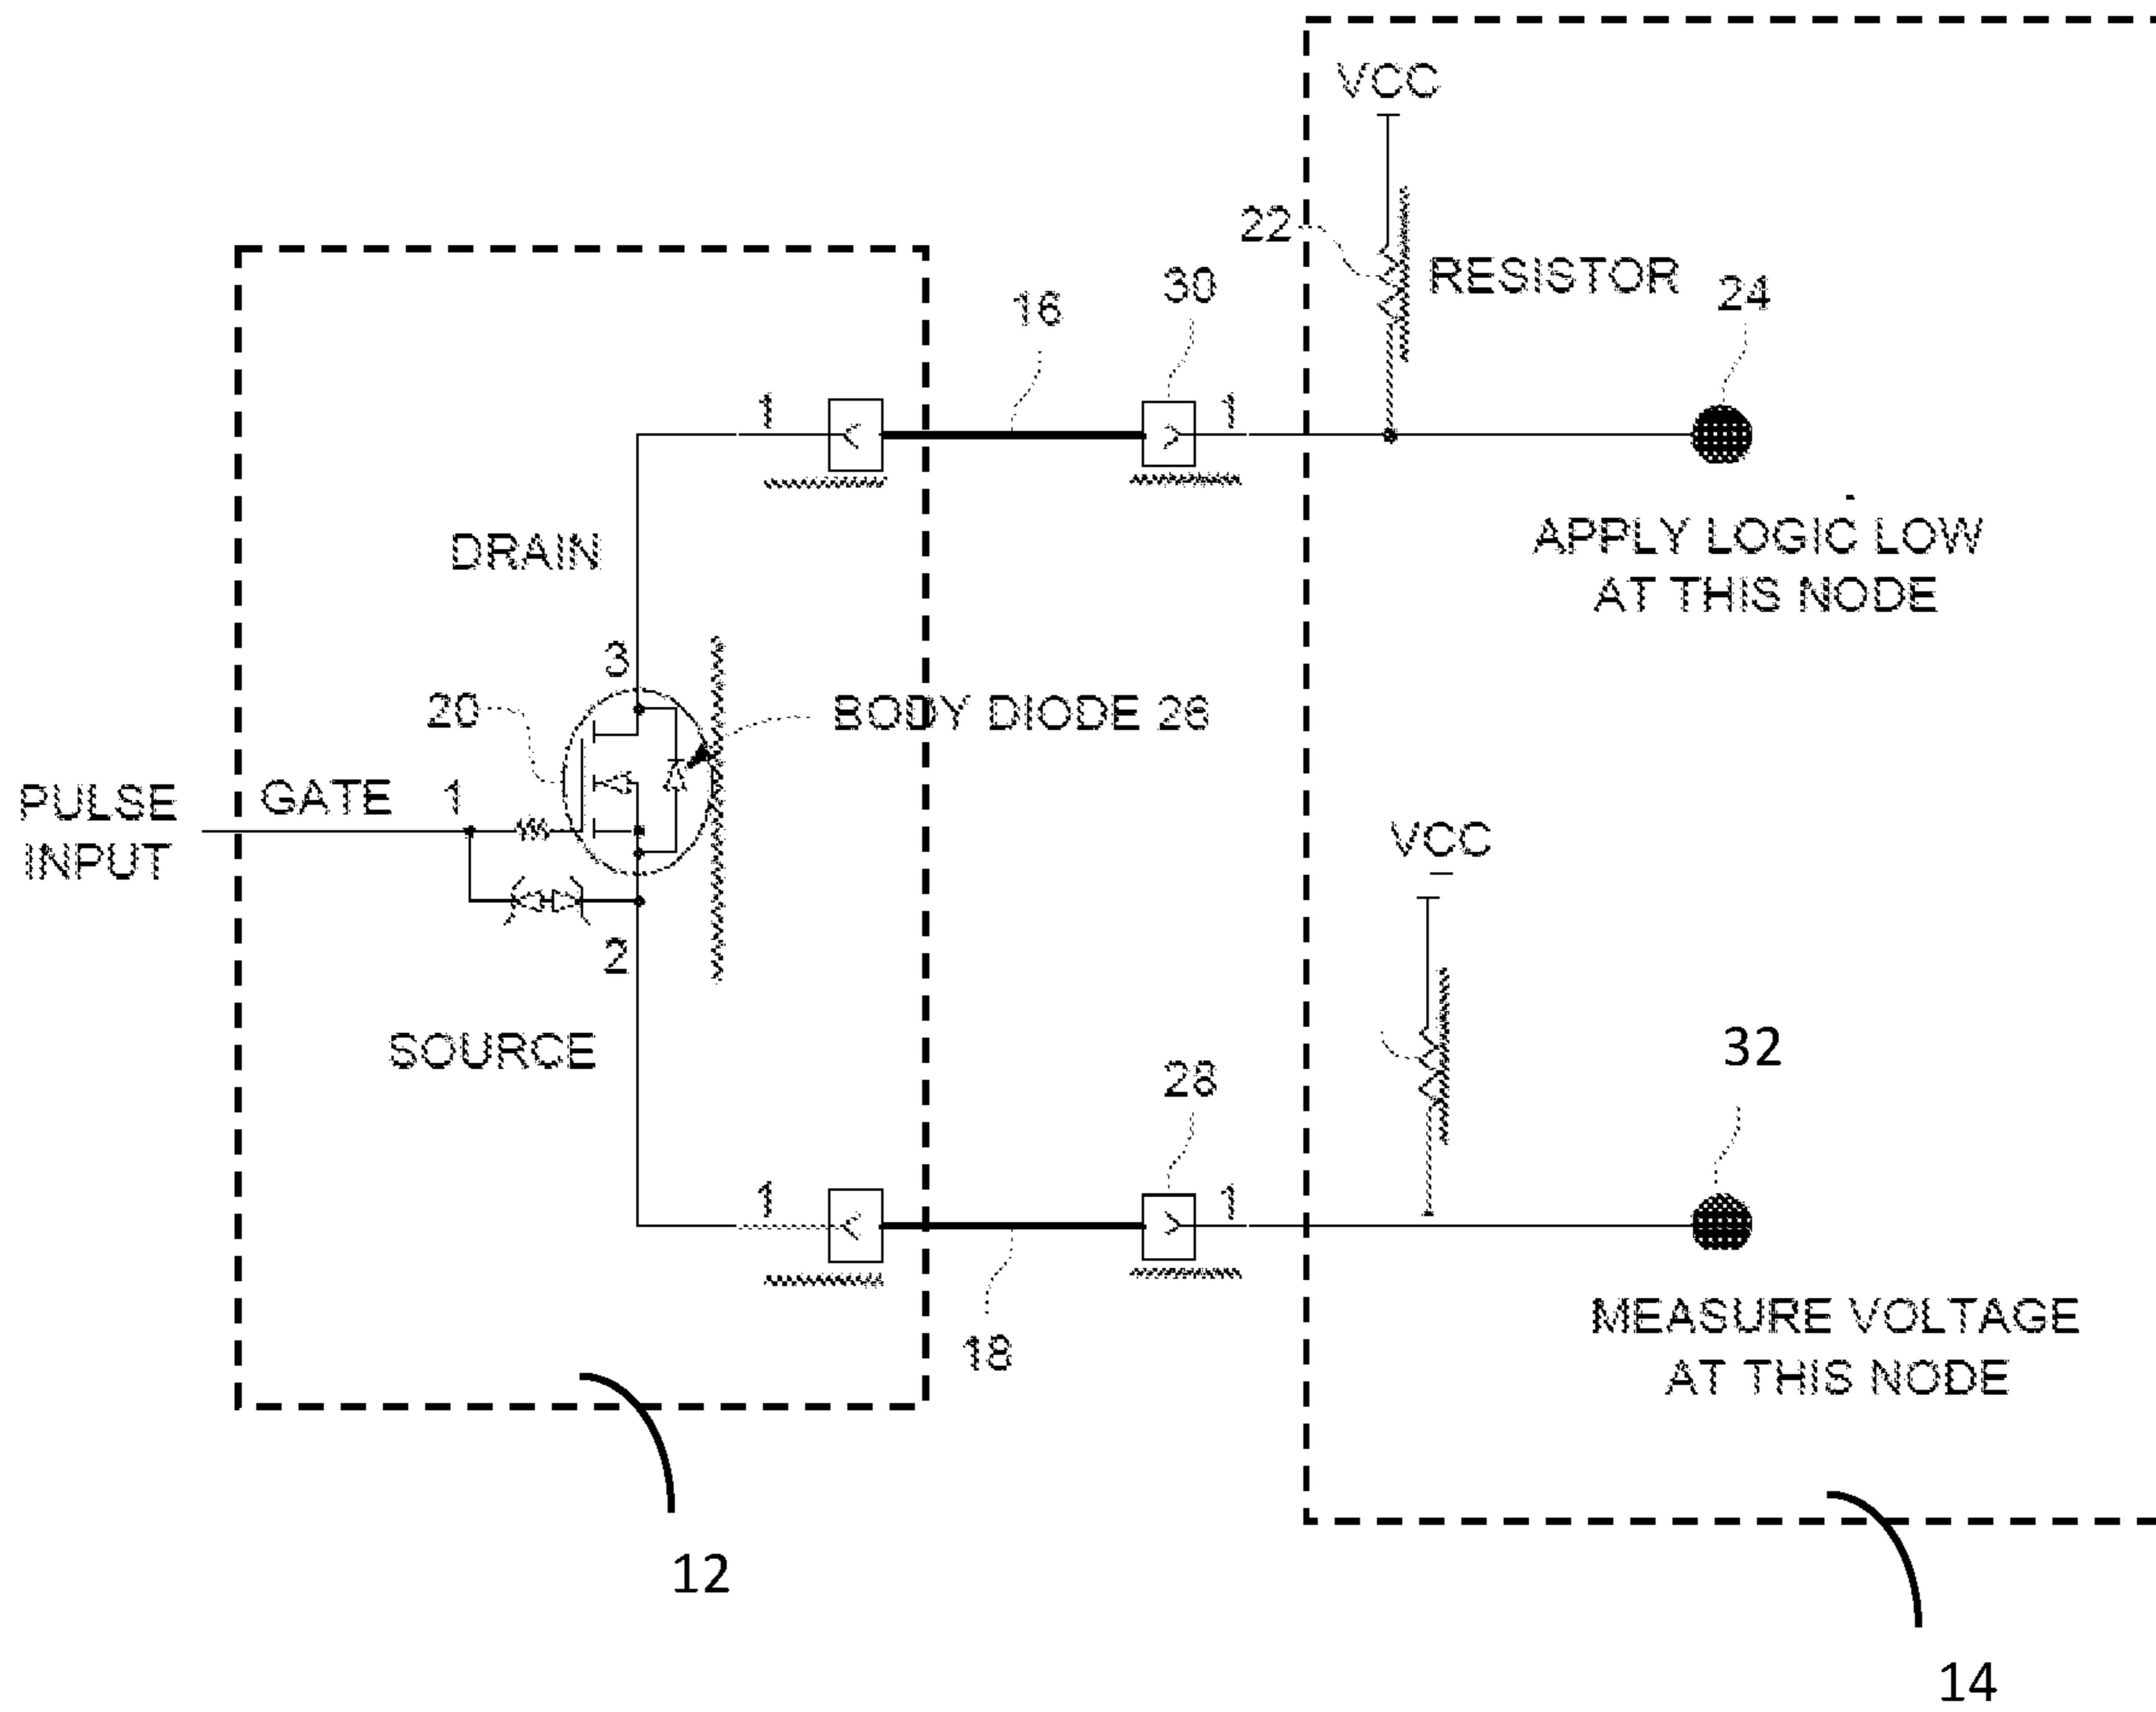 VCC
22
RESISTOR
24
30
16
1
1
DRAIN
APPLY LOGIC LOW
AT THIS NODE
3
20
BODY DIODE 26
PULSE
INPUT
GATE
1
VCC
2
SOURCE
32
28
1
1
18
MEASURE VOLTAGE
AT THIS NODE
12
14